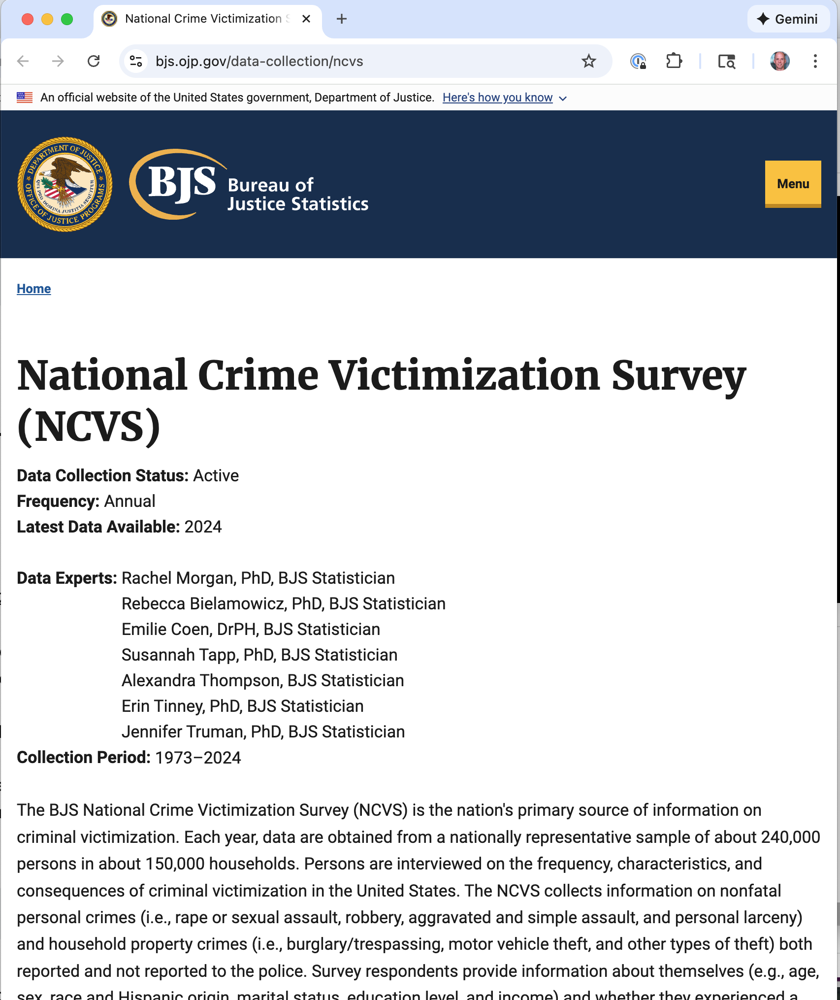 National Crime Victimization S
Gemini
bjs.ojp.gov/data-collection/ncvs
An official website of the United States government, Department of Justice. Here's how you know
DEPARTMENT OF JUSTICE
OFFICE OF JUSTICE PROGRAMS
QUI PRO DOMINA JUSTITIA SEQUITUR
BJS Bureau of
Justice Statistics
Menu
Home
National Crime Victimization Survey
(NCVS)
Data Collection Status: Active
Frequency: Annual
Latest Data Available: 2024
Data Experts: Rachel Morgan, PhD, BJS Statistician
Rebecca Bielamowicz, PhD, BJS Statistician
Emilie Coen, DrPH, BJS Statistician
Susannah Tapp, PhD, BJS Statistician
Alexandra Thompson, BJS Statistician
Erin Tinney, PhD, BJS Statistician
Jennifer Truman, PhD, BJS Statistician
Collection Period: 1973–2024
The BJS National Crime Victimization Survey (NCVS) is the nation's primary source of information on
criminal victimization. Each year, data are obtained from a nationally representative sample of about 240,000
persons in about 150,000 households. Persons are interviewed on the frequency, characteristics, and
consequences of criminal victimization in the United States. The NCVS collects information on nonfatal
personal crimes (i.e., rape or sexual assault, robbery, aggravated and simple assault, and personal larceny)
and household property crimes (i.e., burglary/trespassing, motor vehicle theft, and other types of theft) both
reported and not reported to the police. Survey respondents provide information about themselves (e.g., age,
sex, race and Hispanic origin, marital status, education level, and income) and whether they experienced a